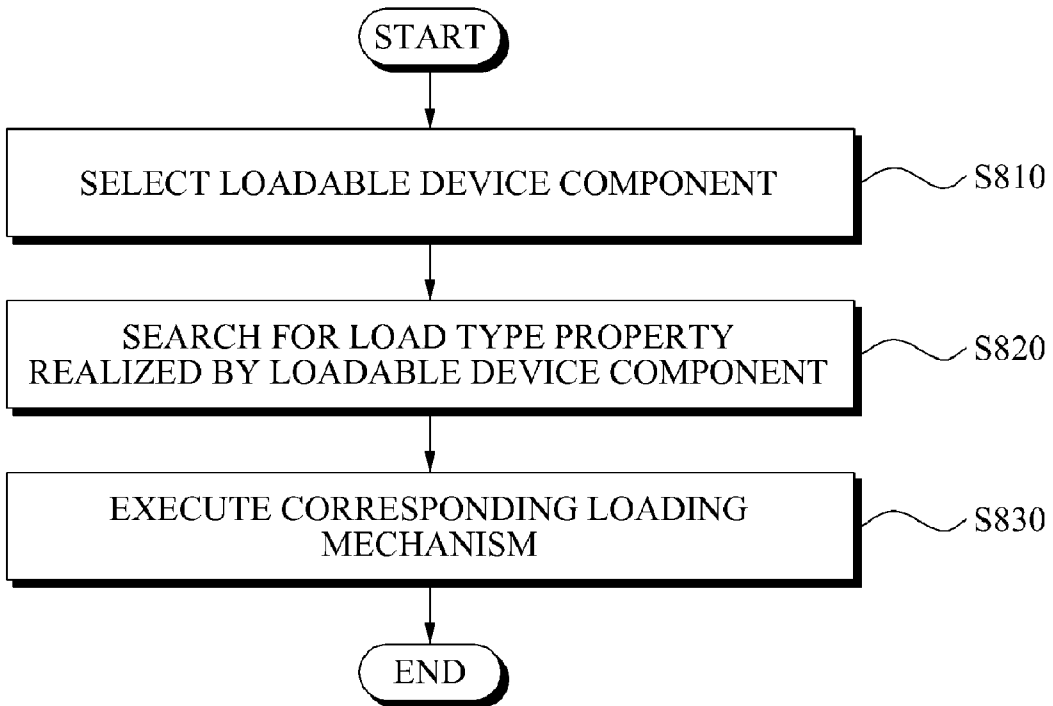 START
SELECT LOADABLE DEVICE COMPONENT
S810
SEARCH FOR LOAD TYPE PROPERTY
REALIZED BY LOADABLE DEVICE COMPONENT
S820
EXECUTE CORRESPONDING LOADING
MECHANISM
S830
END